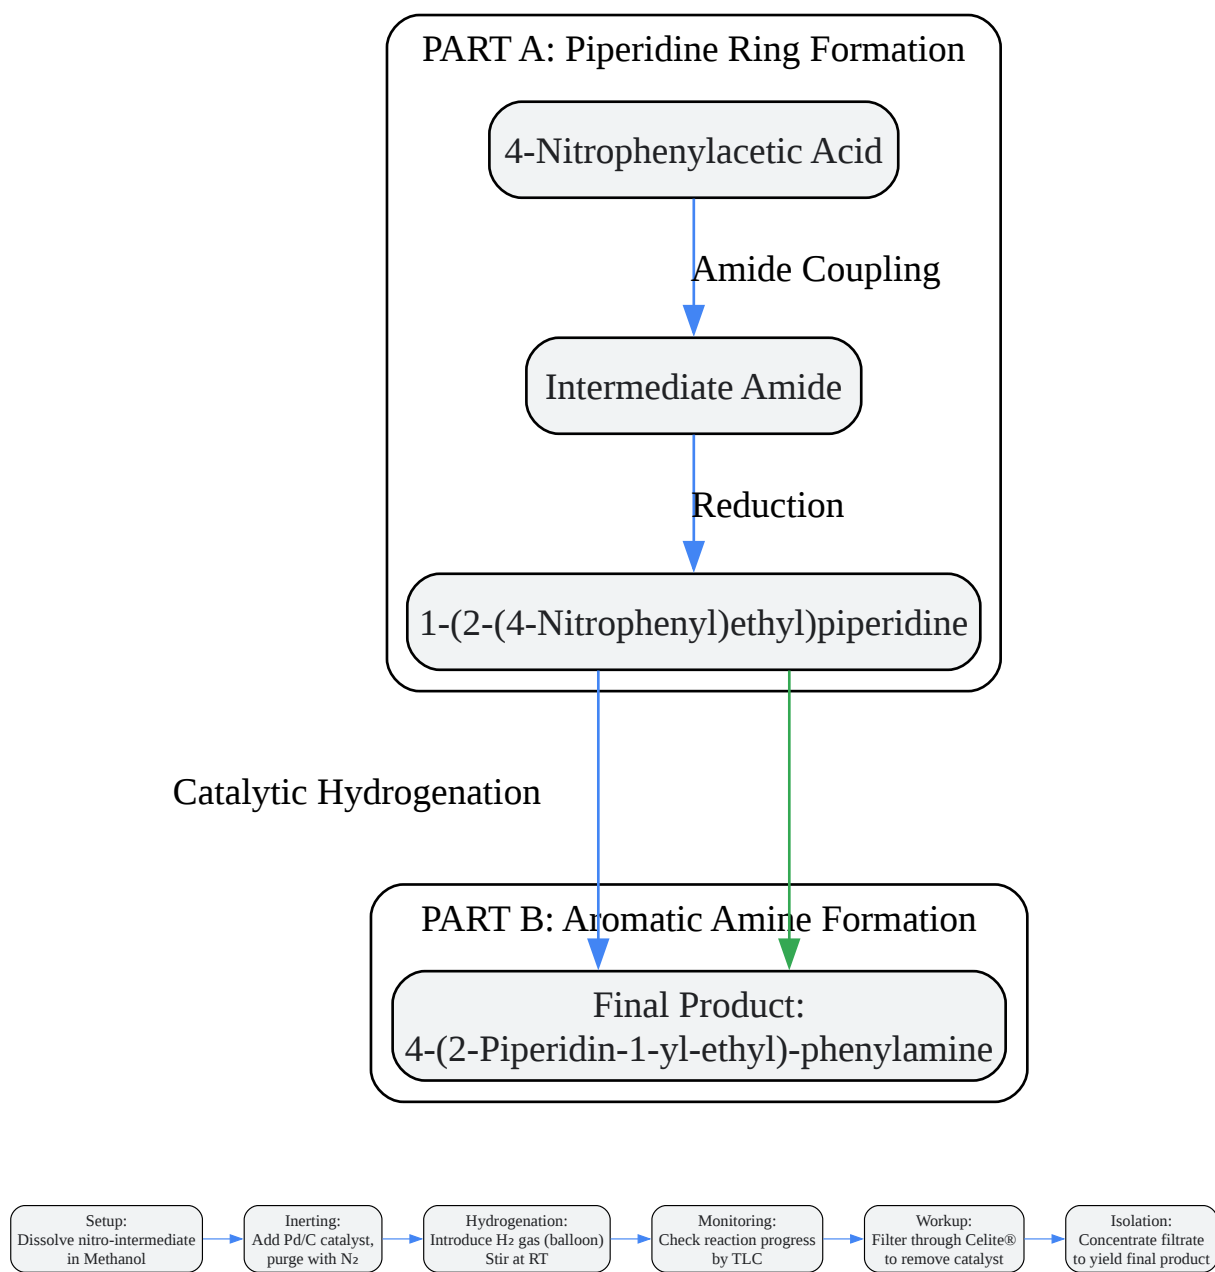 PART A: Piperidine Ring Formation
4-Nitrophenylacetic Acid
Amide Coupling
Intermediate Amide
Reduction
1-(2-(4-Nitrophenyl)ethyl)piperidine
Catalytic Hydrogenation
PART B: Aromatic Amine Formation
Final Product:
4-(2-Piperidin-1-yl-ethyl)-phenylamine
Setup:
Dissolve nitro-intermediate
in Methanol
Inerting:
Add Pd/C catalyst,
purge with N₂
Hydrogenation:
Introduce H₂ gas (balloon)
Stir at RT
Monitoring:
Check reaction progress
by TLC
Workup:
Filter through Celite®
to remove catalyst
Isolation:
Concentrate filtrate
to yield final product